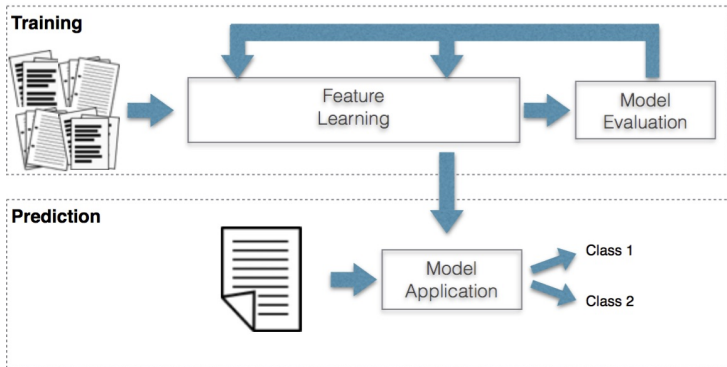 Training
Feature
Learning
Model
Evaluation
Prediction
Model
Application
Class 1
Class 2